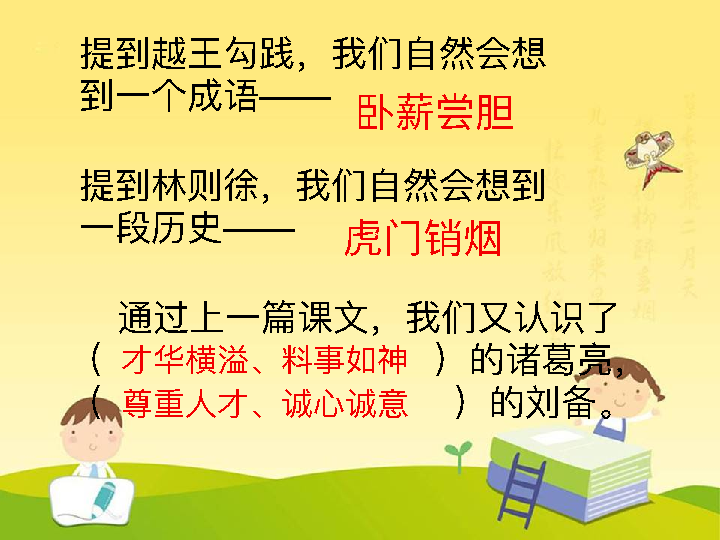 提到越王勾践，我们自然会想
到一个成语——
卧薪尝胆
提到林则徐，我们自然会想到
一段历史——
虎门销烟
通过上一篇课文，我们又认识了
（ 才华横溢、料事如神 ）的诸葛亮，
（ 尊重人才、诚心诚意 ）的刘备。